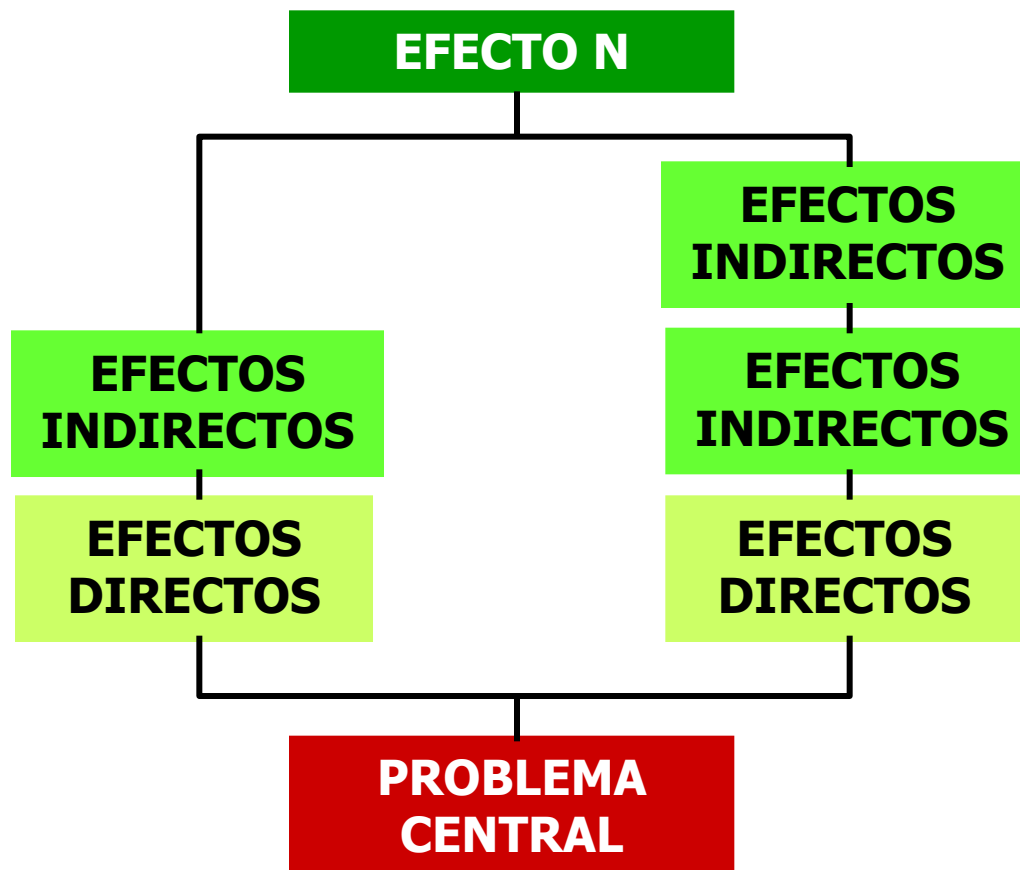 EFECTO N
EFECTOS
INDIRECTOS
EFECTOS
INDIRECTOS
EFECTOS
INDIRECTOS
EFECTOS
DIRECTOS
EFECTOS
DIRECTOS
PROBLEMA
CENTRAL